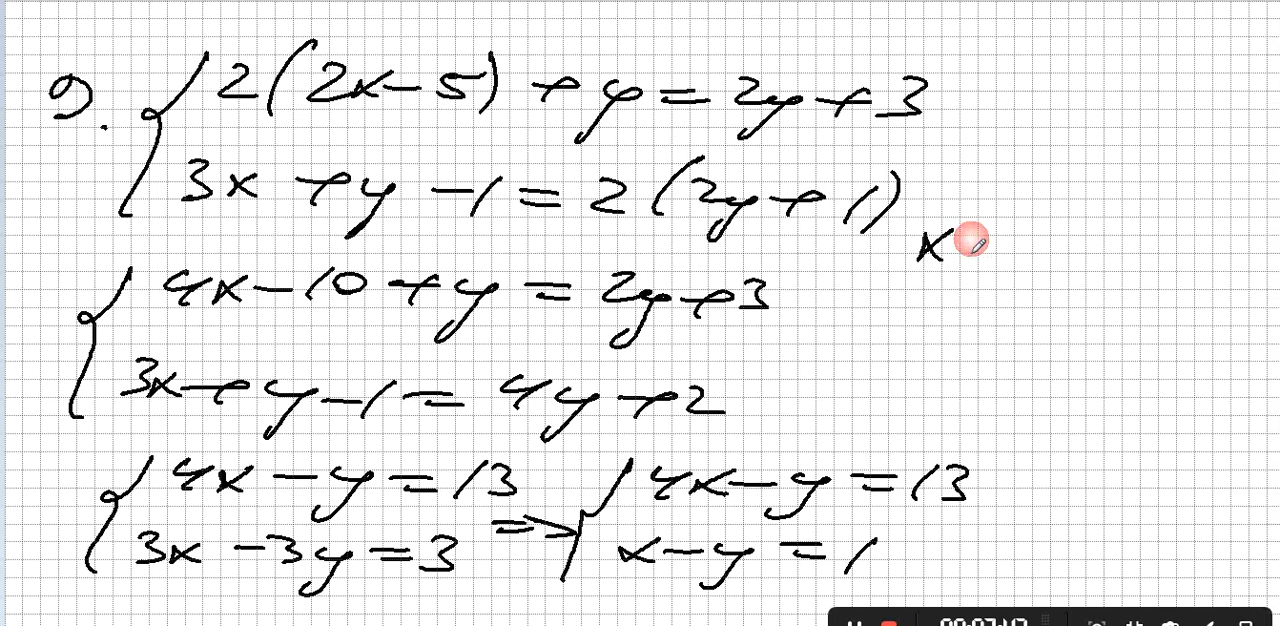 9. { 2(2x-5)+y=2y+3
3x+y-1=2(2y+1)
x
{ 4x-10+y=2y+3
3x+y-1=4y+2
{ 4x-y=13 => { 4x-y=13
3x-3y=3 x-y=1